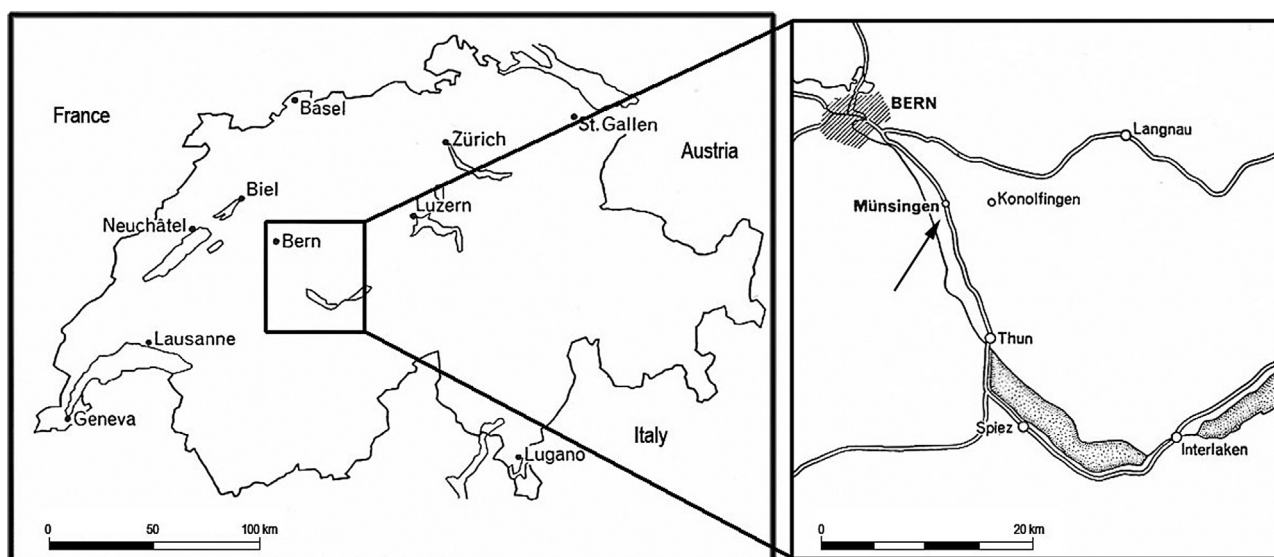 France
Basel
Zürich
St.Gallen
Austria
Biel
Luzern
Neuchâtel
Bern
Lausanne
Geneva
Italy
Lugano
0 50 100 km
BERN
Langnau
Münsingen
Konolfingen
Thun
Spiez
Interlaken
0 20 km